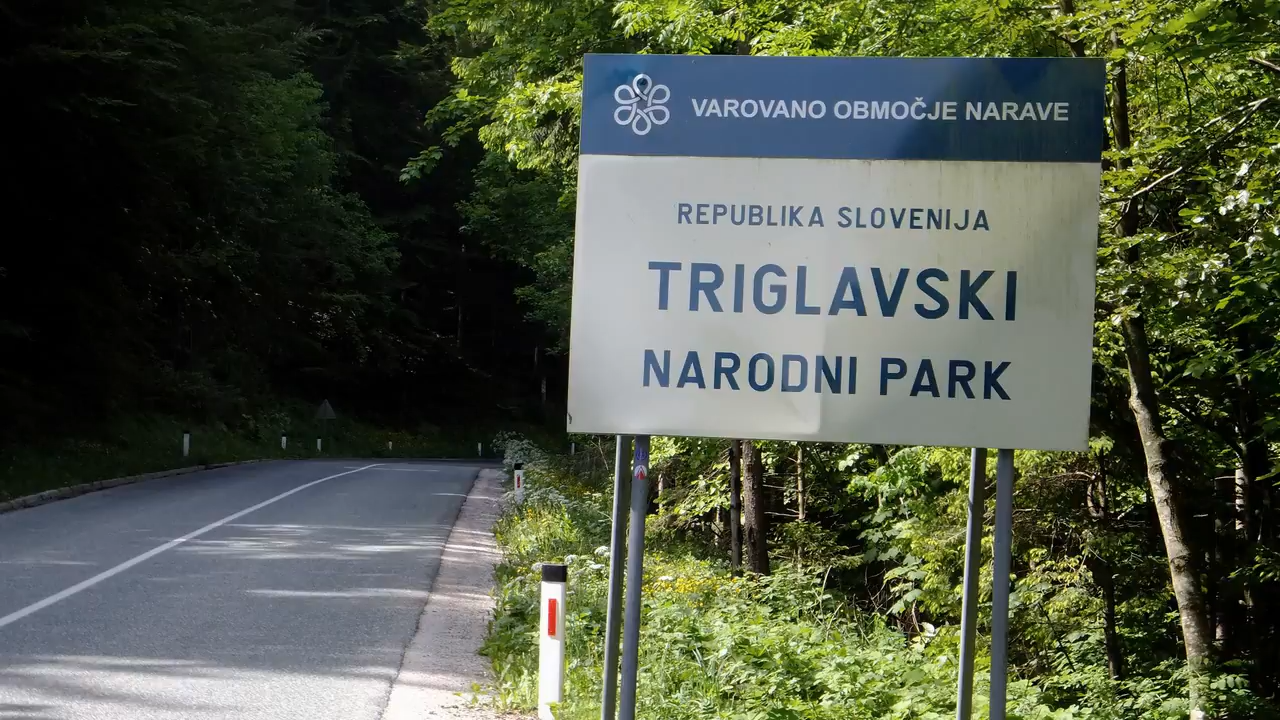 VAROVANO OBMOČJE NARAVE
REPUBLIKA SLOVENIJA
TRIGLAVSKI
NARODNI PARK